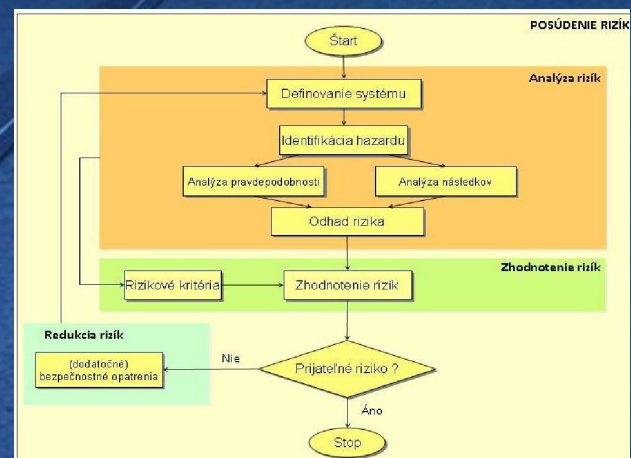 POSÚDENIE RIZÍK
Štart
Analýza rizík
Definovanie systému
Identifikácia hazardu
Analýza pravdepodobnosti
Analýza následkov
Odhad rizika
Zhodnotenie rizík
Rizikové kritéria
Zhodnotenie rizík
Redukcia rizík
(dodatočné)
bezpečnostné opatrenia
Nie
Prijateľné riziko ?
Áno
Stop